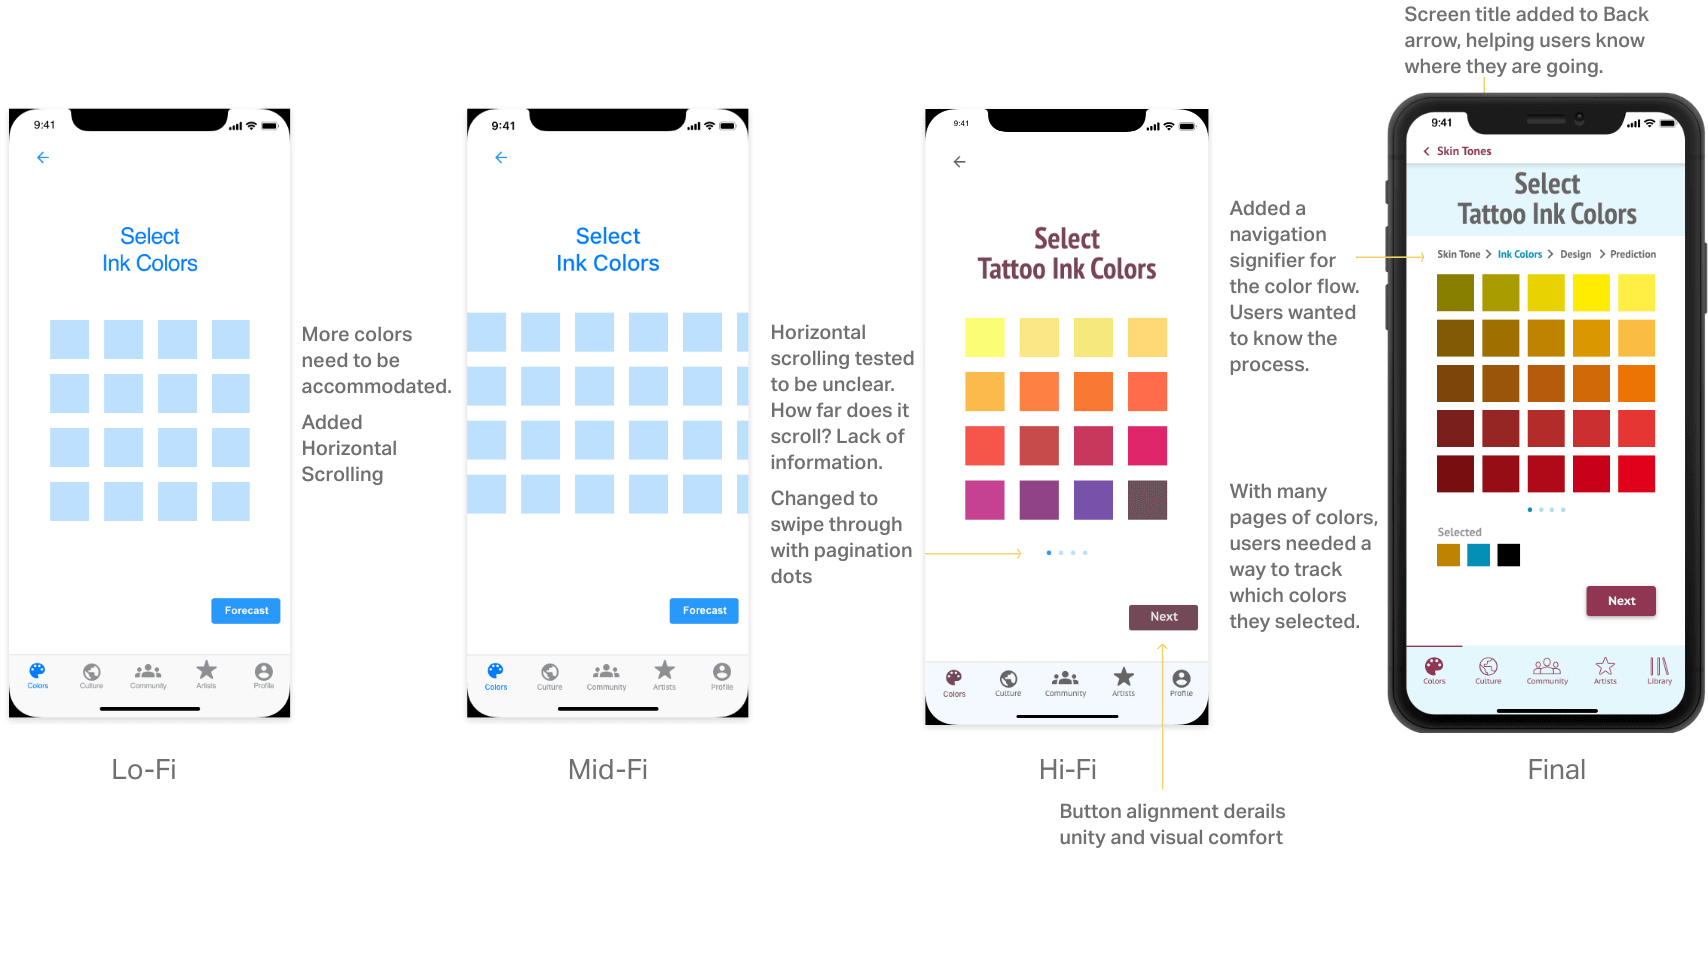 Screen title added to Back
arrow, helping users know
where they are going.
9:41
Select
Ink Colors
Forecast
Colors
Culture
Community
Artists
Profile
Lo-Fi
More colors
need to be
accommodated.
Added
Horizontal
Scrolling
9:41
Select
Ink Colors
Forecast
Colors
Culture
Community
Artists
Profile
Mid-Fi
Horizontal
scrolling tested
to be unclear.
How far does it
scroll? Lack of
information.
Changed to
swipe through
with pagination
dots
9:41
Select
Tattoo Ink Colors
Next
Colors
Culture
Community
Artists
Profile
Hi-Fi
Button alignment derails
unity and visual comfort
Added a
navigation
signifier for
the color flow.
Users wanted
to know the
process.
With many
pages of colors,
users needed a
way to track
which colors
they selected.
9:41
Skin Tones
Select
Tattoo Ink Colors
Skin Tone > Ink Colors > Design > Prediction
Selected
Next
Colors
Culture
Community
Artists
Library
Final